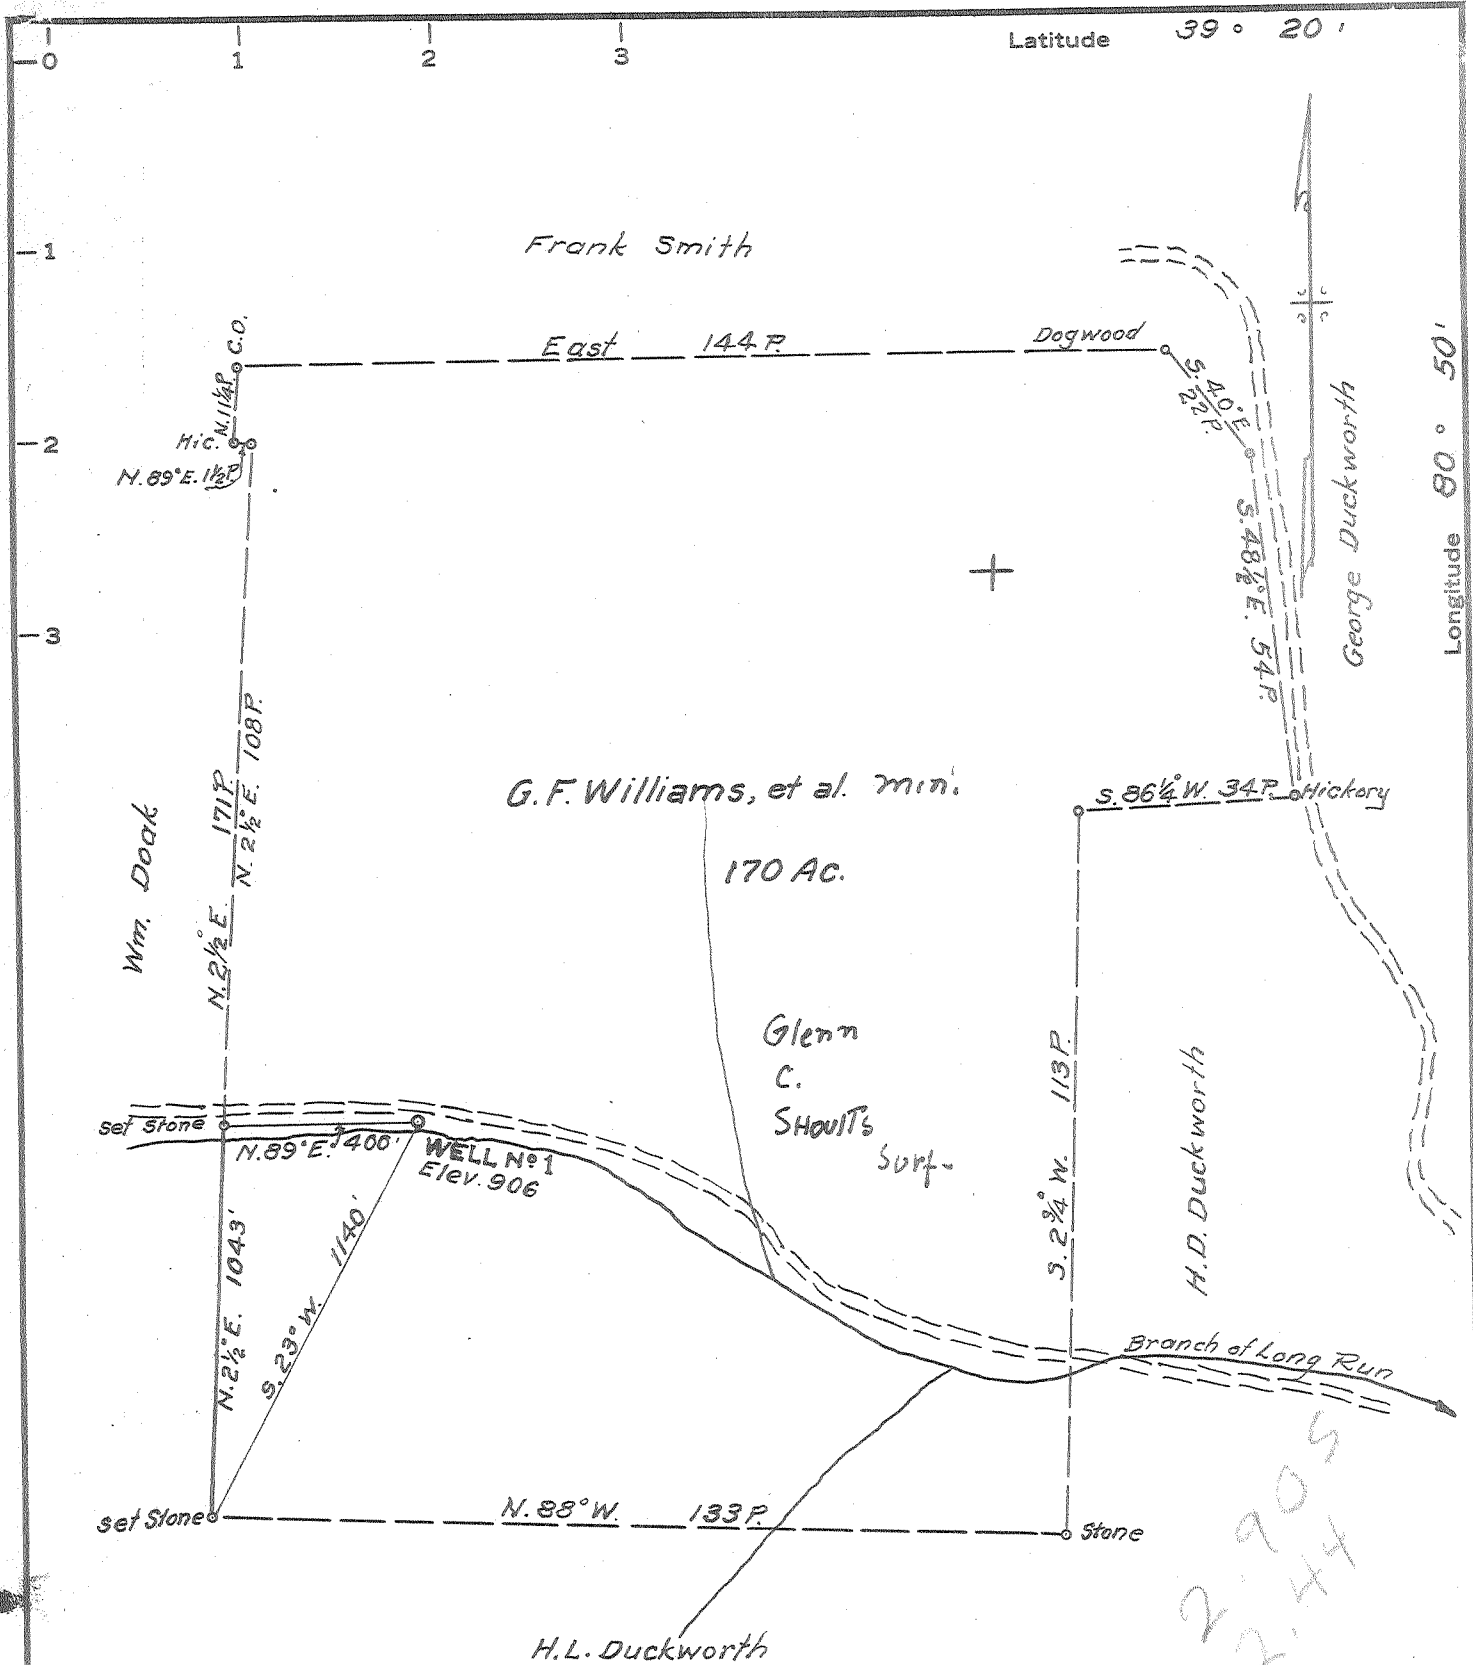 0
1
2
3
Latitude 39° 20'
1
2
3
Longitude 80° 50'
Frank Smith
George Duckworth
C.O.
East 144 P.
Dogwood
N. 11¼ P.
Hic.
N. 89° E. 1½ P.
S. 40° E
22 P.
S. 48½° E. 54 P.
N. 2½° E. 171 P.
N. 2½° E. 108 P.
Wm. Doak
G.F. Williams, et al. min.
170 Ac.
S. 86¼° W. 34 P.
Hickory
Glenn
C.
Shoults
Surf-
S. 2¾° W. 113 P.
H.D. Duckworth
set Stone
N. 89° E. 400'
WELL No 1
Elev. 906
N. 2½° E. 1043'
S. 23° W. 1140'
Branch of Long Run
set Stone
N. 88° W. 133 P.
Stone
H.L. Duckworth
2.90 S
2.44